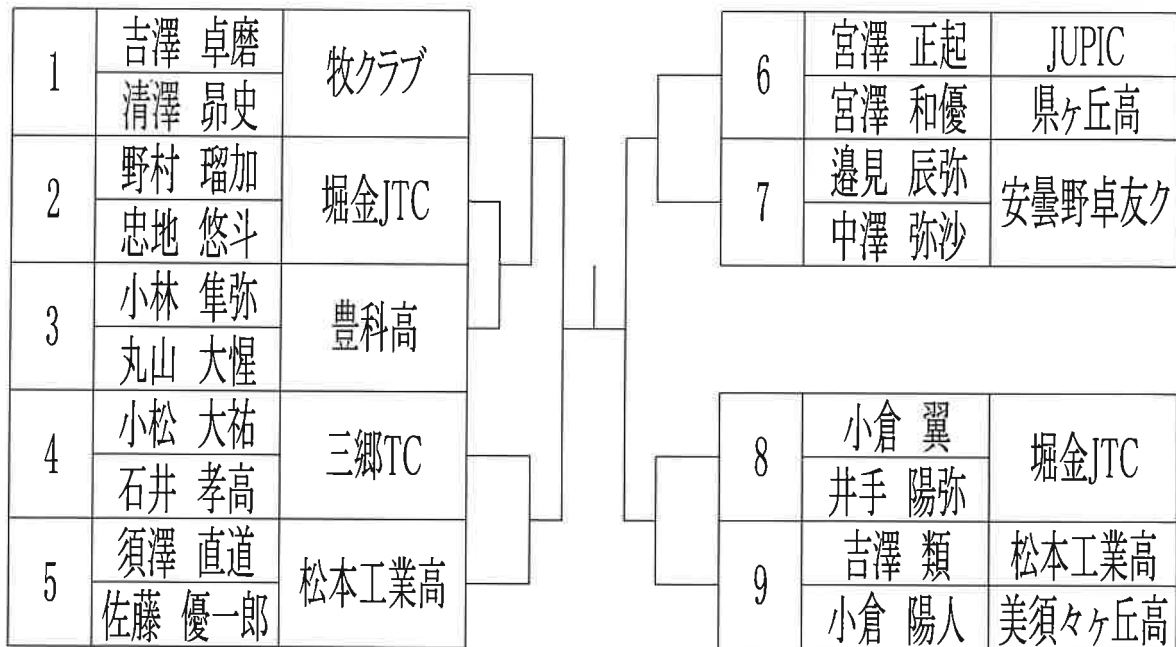 1
吉澤 卓磨
清澤 昴史
牧クラブ
2
野村 瑠加
忠地 悠斗
堀金JTC
3
小林 隼弥
丸山 大惺
豊科高
4
小松 大祐
石井 孝高
三郷TC
5
須澤 直道
佐藤 優一郎
松本工業高
6
宮澤 正起
JUPIC
宮澤 和優
県ヶ丘高
7
邉見 辰弥
中澤 弥沙
安曇野卓友ク
8
小倉 翼
井手 陽弥
堀金JTC
9
吉澤 類
松本工業高
小倉 陽人
美須々ヶ丘高